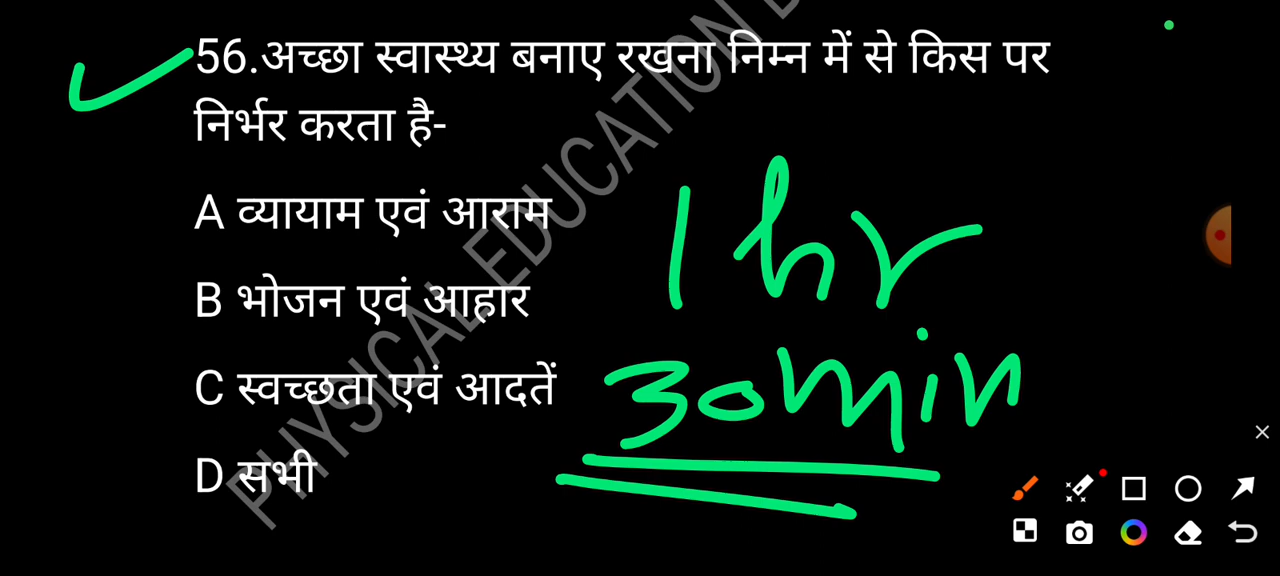 56.अच्छा स्वास्थ्य बनाए रखना निम्न में से किस पर
निर्भर करता है-
A व्यायाम एवं आराम
B भोजन एवं आहार
C स्वच्छता एवं आदतें
D सभी
1 hr
30 min
PHYSICAL EDUCATION